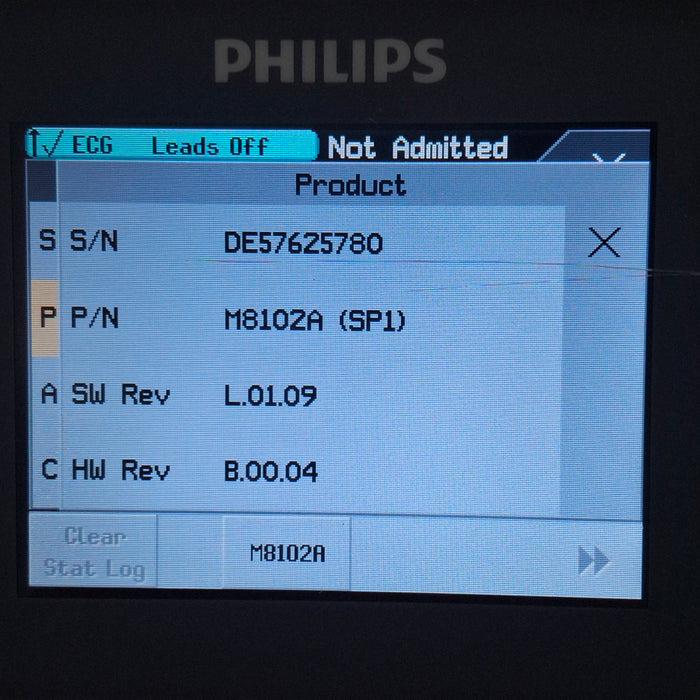 PHILIPS
ECG Leads Off Not Admitted
Product
S S/N DE57625780
P P/N M8102A (SP1)
A SW Rev L.01.09
C HW Rev B.00.04
Clear
Stat Log
M8102A